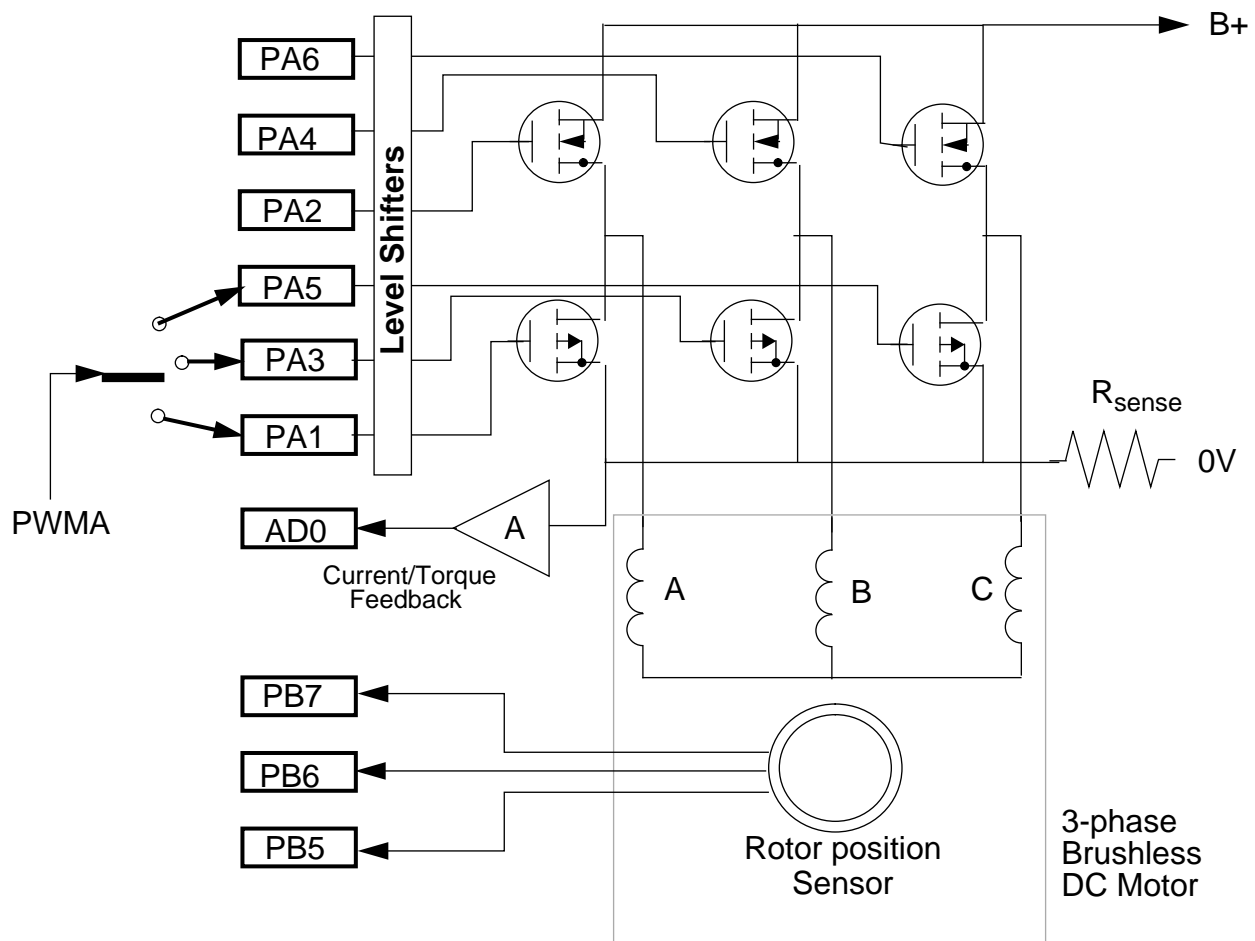 B+
PA6
PA4
PA2
PA5
PA3
PA1
Level Shifters
PWMA
R sense
0V
AD0
A
Current/Torque
Feedback
A
B
C
PB7
PB6
PB5
Rotor position
Sensor
3-phase
Brushless
DC Motor